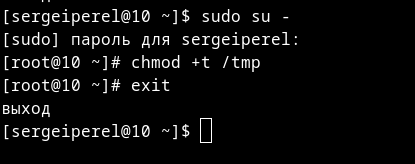 [sergeiperel@10 ~]$ sudo su -
[sudo] пароль для sergeiperel:
[root@10 ~]# chmod +t /tmp
[root@10 ~]# exit
выход
[sergeiperel@10 ~]$